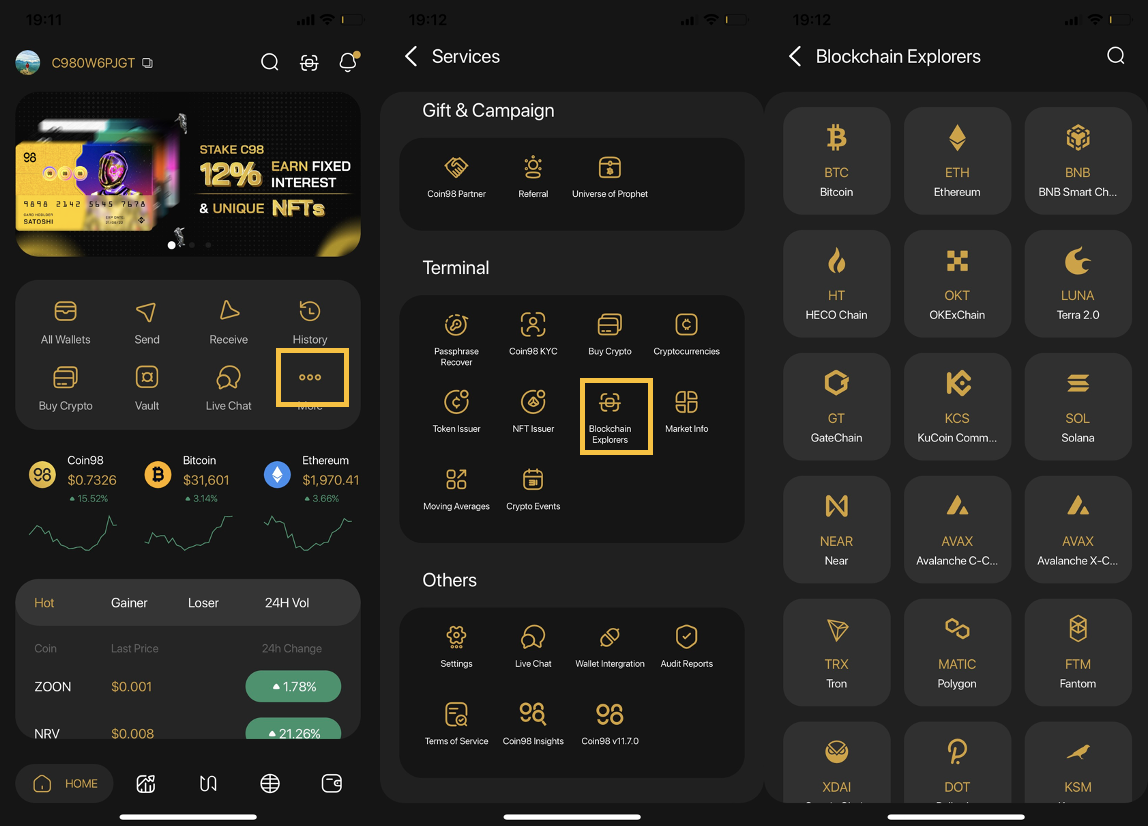 19:11
C980W6PJGT
98
9898 2142 5645 7678
SATOSHI
STAKE C98
12% EARN FIXED
INTEREST
& UNIQUE NFTs
All Wallets Send Receive History
Buy Crypto Vault Live Chat More
Coin98 Bitcoin Ethereum
$0.7326 $31,601 $1,970.41
15.52% 3.14% 3.66%
Hot Gainer Loser 24H Vol
Coin Last Price 24h Change
ZOON $0.001 1.78%
NRV $0.008 21.26%
HOME
19:12
Services
Gift & Campaign
Coin98 Partner Referral Universe of Prophet
Terminal
Passphrase
Recover
Coin98 KYC Buy Crypto Cryptocurrencies
Token Issuer NFT Issuer
Blockchain
Explorers
Market Info
Moving Averages Crypto Events
Others
Settings Live Chat Wallet Intergration Audit Reports
Terms of Service Coin98 Insights Coin98 v11.7.0
19:12
Blockchain Explorers
BTC ETH BNB
Bitcoin Ethereum BNB Smart Ch...
HT OKT LUNA
HECO Chain OKExChain Terra 2.0
GT KCS SOL
GateChain KuCoin Comm... Solana
NEAR AVAX AVAX
Near Avalanche C-C... Avalanche X-C...
TRX MATIC FTM
Tron Polygon Fantom
XDAI DOT KSM